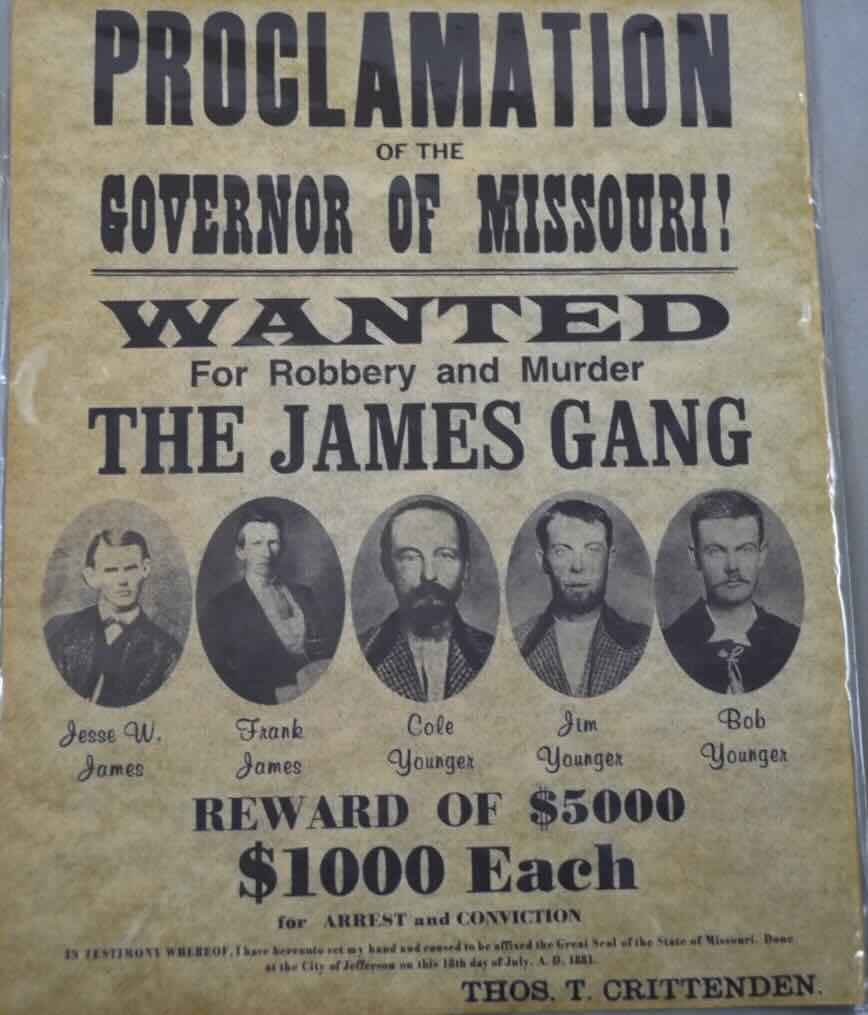 PROCLAMATION
OF THE
GOVERNOR OF MISSOURI!
WANTED
For Robbery and Murder
THE JAMES GANG
Jesse W. James
Frank James
Cole Younger
Jim Younger
Bob Younger
REWARD OF $5000
$1000 Each
for ARREST and CONVICTION
IN TESTIMONY WHEREOF, I have hereunto set my hand and caused to be affixed the Great Seal of the State of Missouri. Done
at the City of Jefferson on this 18th day of July, A. D. 1881.
THOS. T. CRITTENDEN.